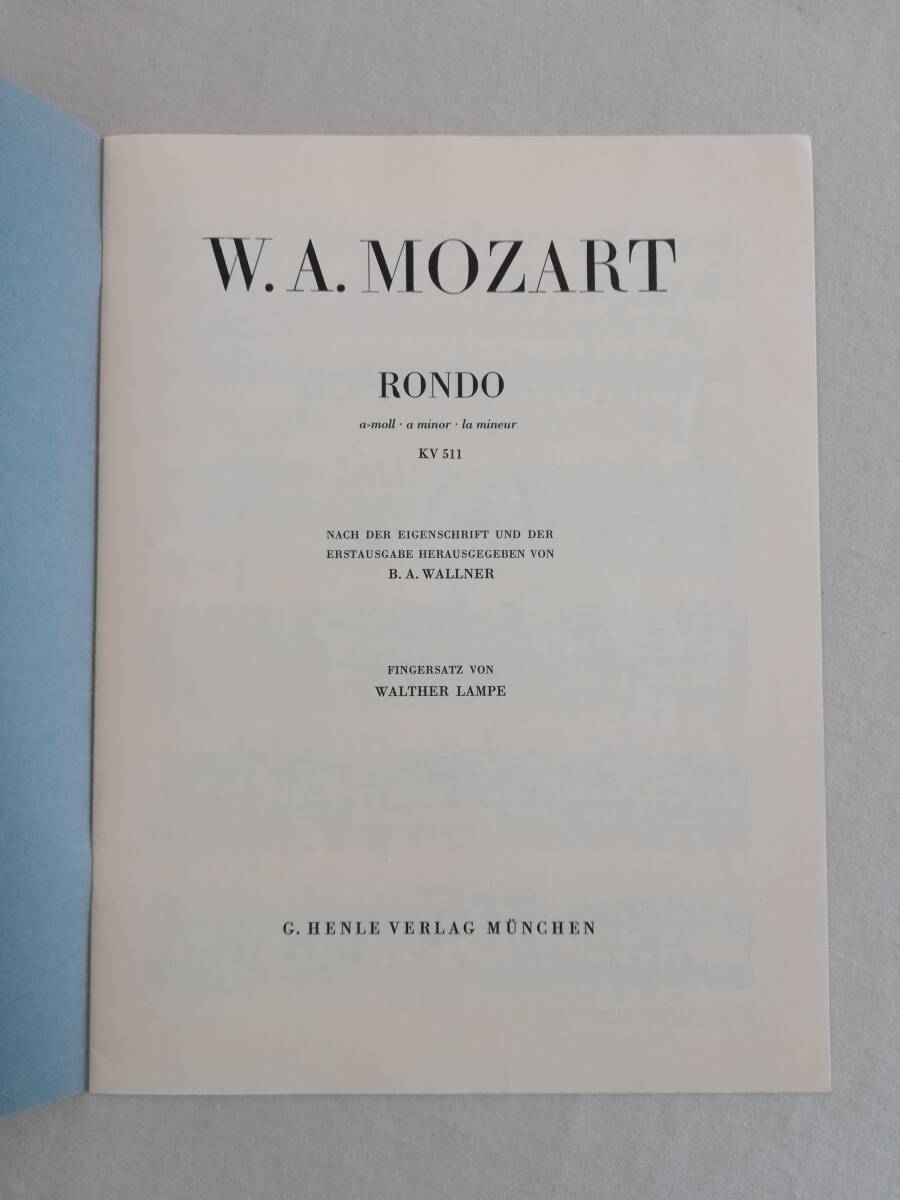 W. A. MOZART
RONDO
a-moll · a minor · la mineur
KV 511
NACH DER EIGENSCHRIFT UND DER
ERSTAUSGABE HERAUSGEGEBEN VON
B. A. WALLNER
FINGERSATZ VON
WALTHER LAMPE
G. HENLE VERLAG MÜNCHEN